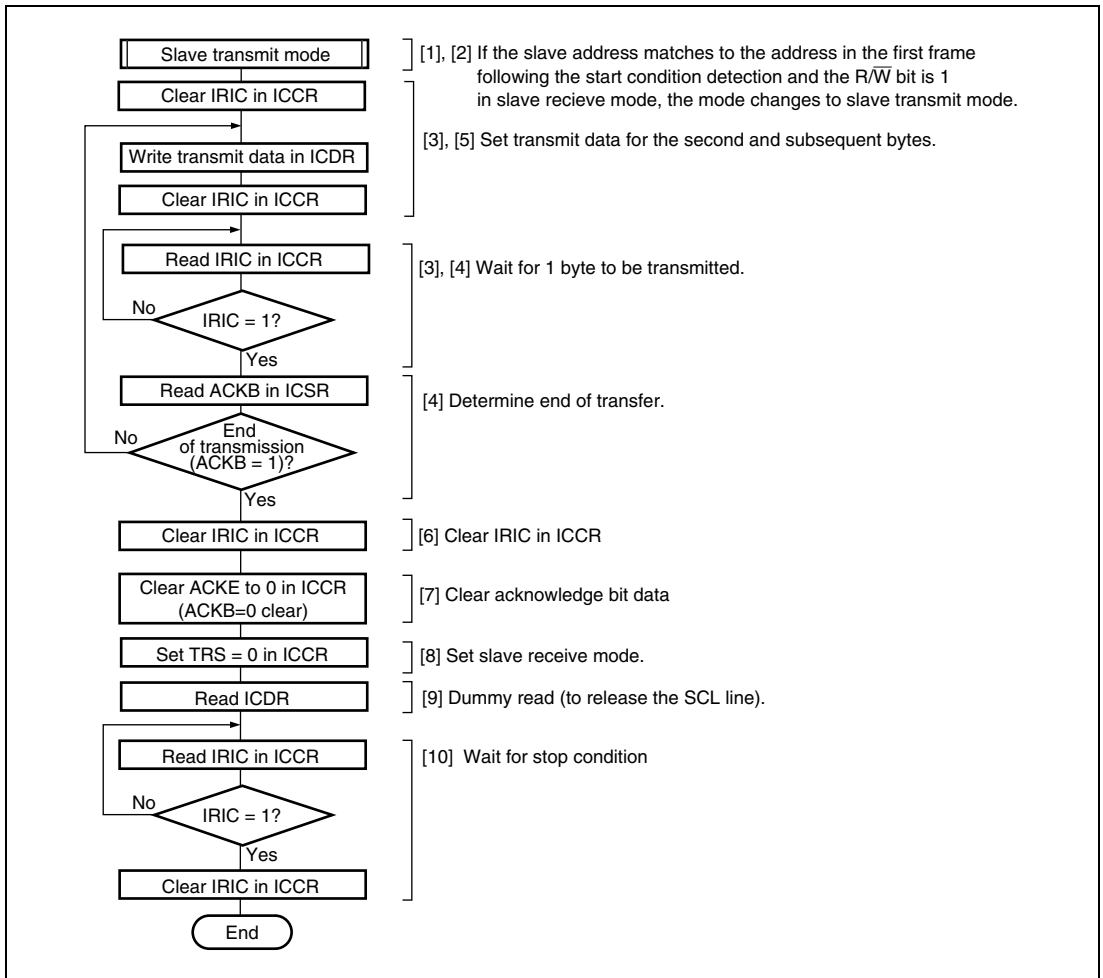 Slave transmit mode
[1], [2] If the slave address matches to the address in the first frame
following the start condition detection and the R/W̅ bit is 1
in slave recieve mode, the mode changes to slave transmit mode.
Clear IRIC in ICCR
[3], [5] Set transmit data for the second and subsequent bytes.
Write transmit data in ICDR
Clear IRIC in ICCR
Read IRIC in ICCR
[3], [4] Wait for 1 byte to be transmitted.
No
IRIC = 1?
Yes
Read ACKB in ICSR
[4] Determine end of transfer.
No
End
of transmission
(ACKB = 1)?
Yes
Clear IRIC in ICCR
[6] Clear IRIC in ICCR
Clear ACKE to 0 in ICCR
(ACKB=0 clear)
[7] Clear acknowledge bit data
Set TRS = 0 in ICCR
[8] Set slave receive mode.
Read ICDR
[9] Dummy read (to release the SCL line).
Read IRIC in ICCR
[10] Wait for stop condition
No
IRIC = 1?
Yes
Clear IRIC in ICCR
End